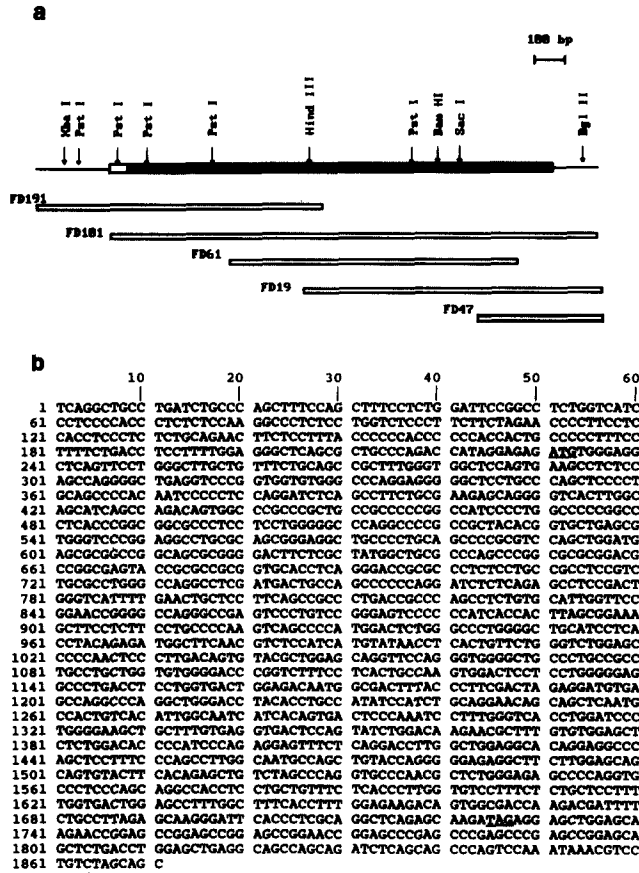 a
100 bp
Xba I
Pst I
Pst I
Pst I
Pst I
Hind III
Pst I
Bam HI
Sac I
Bgl II
FD191
FD181
FD61
FD19
FD47
b
10 20 30 40 50 60
1 TCAGGCTGCC TGATCTGCCC AGCTTTCCAG CTTTCCTCTG GATTCCGGCC TCTGGTCATC
61 CCTCCCCACC CTCTCTCCAA GGCCCTCTCC TGGTCTCCCT TCTTCTAGAA CCCCTTCCTC
121 CACCTCCCTC TCTGCAGAAC TTCTCCTTTA CCCCCCACCC CCCACCACTG CCCCCTTTCC
181 TTTTCTGACC TCCTTTTGGA GGGCTCAGCG CTGCCCAGAC CATAGGAGAG ATGTGGGAGG
241 CTCAGTTCCT GGGCTTGCTG TTTCTGCAGC CGCTTTGGGT GGCTCCAGTG AAGCCTCTCC
301 AGCCAGGGGC TGAGGTCCCG GTGGTGTGGG CCCAGGAGGG GGCTCCTGCC CAGCTCCCCT
361 GCAGCCCCAC AATCCCCCTC CAGGATCTCA GCCTTCTGCG AAGAGCAGGG GTCACTTGGC
421 AGCATCAGCC AGACAGTGGC CCGCCCGCTG CCGCCCCCGG CCATCCCCTG GCCCCCGGCC
481 CTCACCCGGC GGCGCCCTCC TCCTGGGGGC CCAGGCCCCG CCGCTACACG GTGCTGAGCG
541 TGGGTCCCGG AGGCCTGCGC AGCGGGAGGC TGCCCCTGCA GCCCCGCGTC CAGCTGGATG
601 AGCGCGGCCG GCAGCGCGGG GACTTCTCGC TATGGCTGCG CCCAGCCCGG CGCGCGGACG
661 CCGGCGAGTA CCGCGCCGCG GTGCACCTCA GGGACCGCGC CCTCTCCTGC CGCCTCCGTC
721 TGCGCCTGGG CCAGGCCTCG ATGACTGCCA GCCCCCCAGG ATCTCTCAGA GCCTCCGACT
781 GGGTCATTTT GAACTGCTCC TTCAGCCGCC CTGACCGCCC AGCCTCTGTG CATTGGTTCC
841 GGAACCGGGG CCAGGGCCGA GTCCCTGTCC GGGAGTCCCC CCATCACCAC TTAGCGGAAA
901 GCTTCCTCTT CCTGCCCCAA GTCAGCCCCA TGGACTCTGG GCCCTGGGGC TGCATCCTCA
961 CCTACAGAGA TGGCTTCAAC GTCTCCATCA TGTATAACCT CACTGTTCTG GGTCTGGAGC
1021 CCCCAACTCC CTTGACAGTG TACGCTGGAG CAGGTTCCAG GGTGGGGCTG CCCTGCCGCC
1081 TGCCTGCTGG TGTGGGGACC CGGTCTTTCC TCACTGCCAA GTGGACTCCT CCTGGGGGAG
1141 GCCCTGACCT CCTGGTGACT GGAGACAATG GCGACTTTAC CCTTCGACTA GAGGATGTGA
1201 GCCAGGCCCA GGCTGGGACC TACACCTGCC ATATCCATCT GCAGGAACAG CAGCTCAATG
1261 CCACTGTCAC ATTGGCAATC ATCACAGTGA CTCCCAAATC CTTTGGGTCA CCTGGATCCC
1321 TGGGGAAGCT GCTTTGTGAG GTGACTCCAG TATCTGGACA AGAACGCTTT GTGTGGAGCT
1381 CTCTGGACAC CCCATCCCAG AGGAGTTTCT CAGGACCTTG GCTGGAGGCA CAGGAGGCCC
1441 AGCTCCTTTC CCAGCCTTGG CAATGCCAGC TGTACCAGGG GGAGAGGCTT CTTGGAGCAG
1501 CAGTGTACTT CACAGAGCTG TCTAGCCCAG GTGCCCAACG CTCTGGGAGA GCCCCAGGTG
1561 CCCTCCCAGC AGGCCACCTC CTGCTGTTTC TCACCCTTGG TGTCCTTTCT CTGCTCCTTT
1621 TGGTGACTGG AGCCTTTGGC TTTCACCTTT GGAGAAGACA GTGGCGACCA AGACGATTTT
1681 CTGCCTTAGA GCAAGGGATT CACCCTCGCA GGCTCAGAGC AAGATAGAGG AGCTGGAGCA
1741 AGAACCGGAG CCGGAGCCGG AGCCGGAACC GGAGCCCGAG CCCGAGCCCG AGCCGGAGCA
1801 GCTCTGACCT GGAGCTGAGG CAGCCAGCAG ATCTCAGCAG CCCAGTCCAA ATAAACGTCC
1861 TGTCTAGCAG C